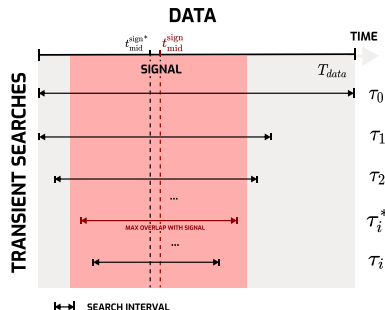 DATA
TIME
t_mid^sign* t_mid^sign
SIGNAL
T_data
TRANSIENT SEARCHES
τ_0
τ_1
τ_2
...
τ_i^*
MAX OVERLAP WITH SIGNAL
...
τ_i
SEARCH INTERVAL